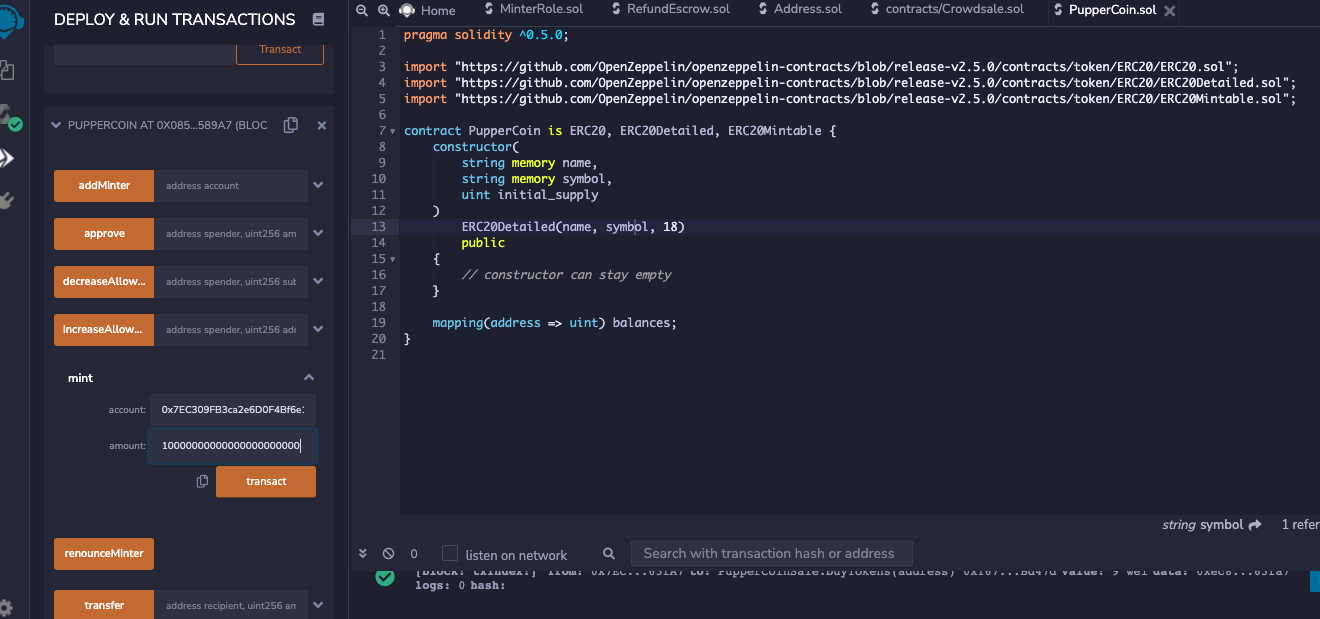 DEPLOY & RUN TRANSACTIONS
Transact
PUPPERCOIN AT 0X085...589A7 (BLOC
addMinter address account
approve address spender, uint256 am
decreaseAllow... address spender, uint256 sub
increaseAllow... address spender, uint256 add
mint
account: 0x7EC309FB3ca2e6D0F4Bf6e
amount:
transact
renounceMinter
transfer address recipient, uint256 am
Home MinterRole.sol RefundEscrow.sol Address.sol contracts/Crowdsale.sol PupperCoin.sol
1 pragma solidity ^0.5.0;
2
3 import "https://github.com/OpenZeppelin/openzeppelin-contracts/blob/release-v2.5.0/contracts/token/ERC20/ERC20.sol";
4 import "https://github.com/OpenZeppelin/openzeppelin-contracts/blob/release-v2.5.0/contracts/token/ERC20/ERC20Detailed.sol";
5 import "https://github.com/OpenZeppelin/openzeppelin-contracts/blob/release-v2.5.0/contracts/token/ERC20/ERC20Mintable.sol";
6
7 contract PupperCoin is ERC20, ERC20Detailed, ERC20Mintable {
8 constructor(
9 string memory name,
10 string memory symbol,
11 uint initial_supply
12 )
13 ERC20Detailed(name, symbol, 18)
14 public
15 {
16 // constructor can stay empty
17 }
18
19 mapping(address => uint) balances;
20 }
21
string symbol 1 refer
0 listen on network Search with transaction hash or address
[block: txIndex:] from: 0x7EC...631A7 to: PupperCoinSale.buyTokens(address) 0x167...Bd47d value: 9 wei data: 0xec8...631a7
logs: 0 hash: